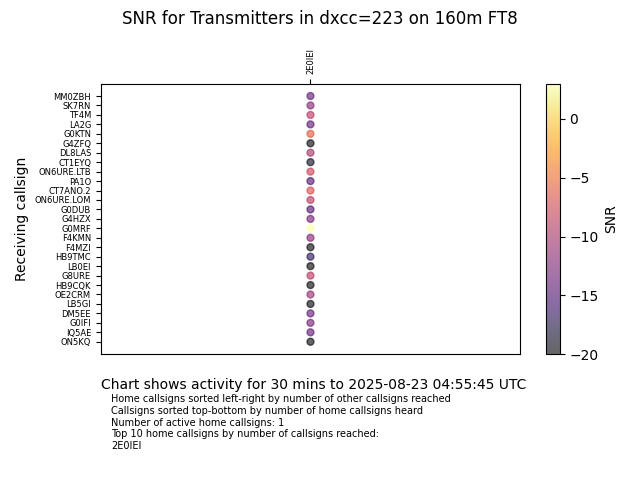 SNR for Transmitters in dxcc=223 on 160m FT8
2E0IEI
MM0ZBH
SK7RN
TF4M
LA2G
G0KTN
G4ZFQ
DL8LAS
CT1EYQ
ON6URE.LTB
PA1O
CT7ANO.2
ON6URE.LOM
G0DUB
G4HZX
G0MRF
F4KMN
F4MZI
HB9TMC
LB0EI
G8URE
HB9CQK
OE2CRM
LB5GI
DM5EE
G0IFI
IQ5AE
ON5KQ
Receiving callsign
0
−5
−10
−15
−20
SNR
Chart shows activity for 30 mins to 2025-08-23 04:55:45 UTC
Home callsigns sorted left-right by number of other callsigns reached
Callsigns sorted top-bottom by number of home callsigns heard
Number of active home callsigns: 1
Top 10 home callsigns by number of callsigns reached:
2E0IEI